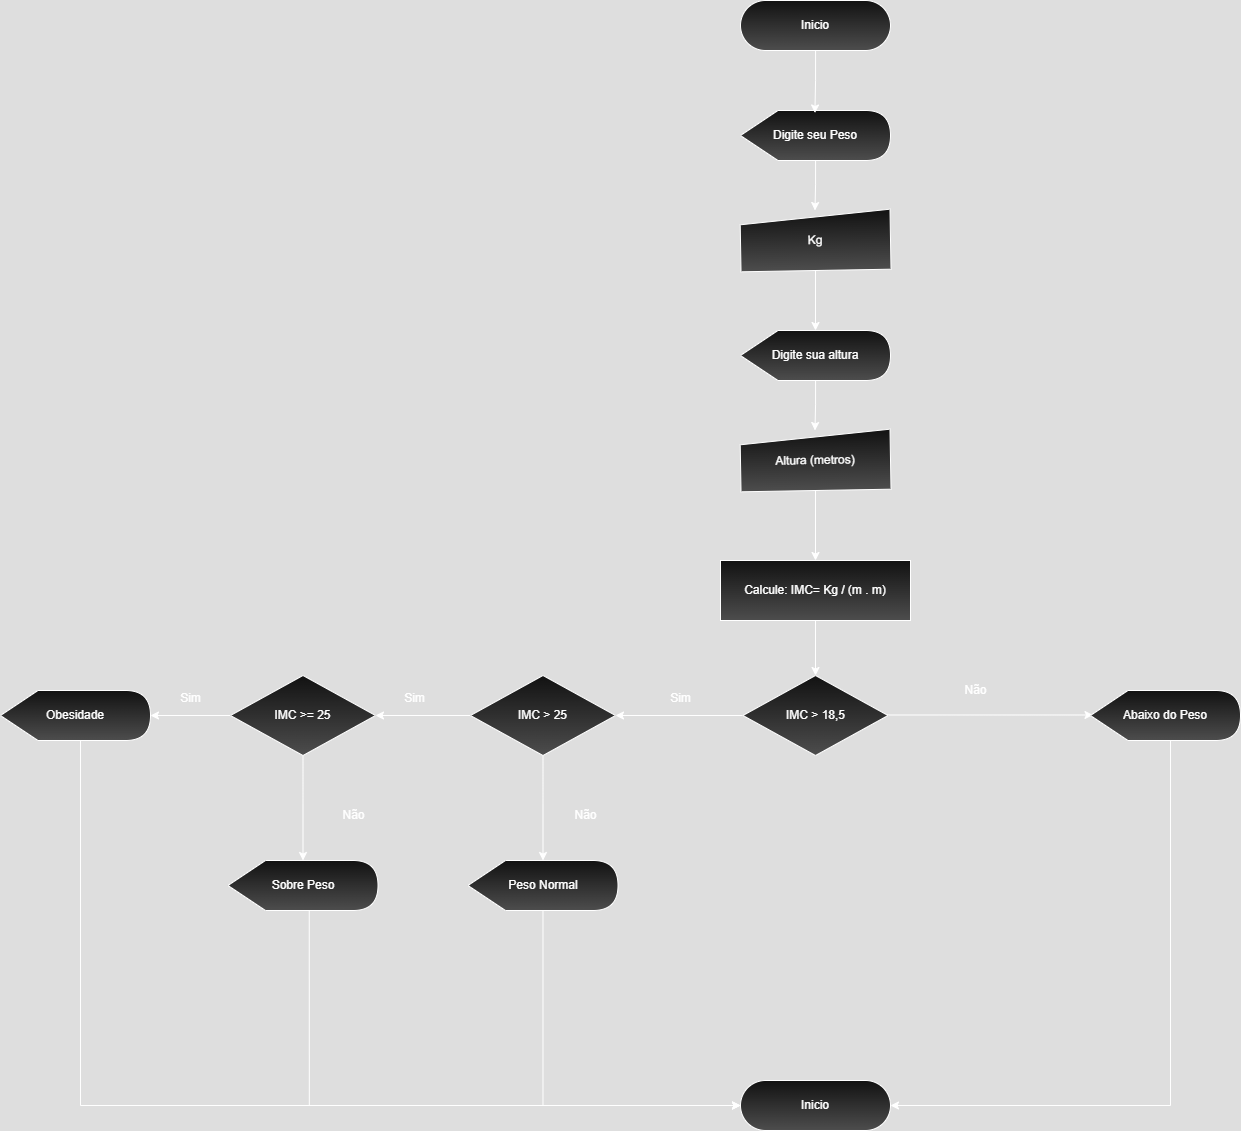 Inicio
Digite seu Peso
Kg
Digite sua altura
Altura (metros)
Calcule: IMC= Kg / (m . m)
Sim
Sim
Sim
Não
Obesidade
IMC >= 25
IMC > 25
IMC > 18,5
Abaixo do Peso
Não
Não
Sobre Peso
Peso Normal
Inicio